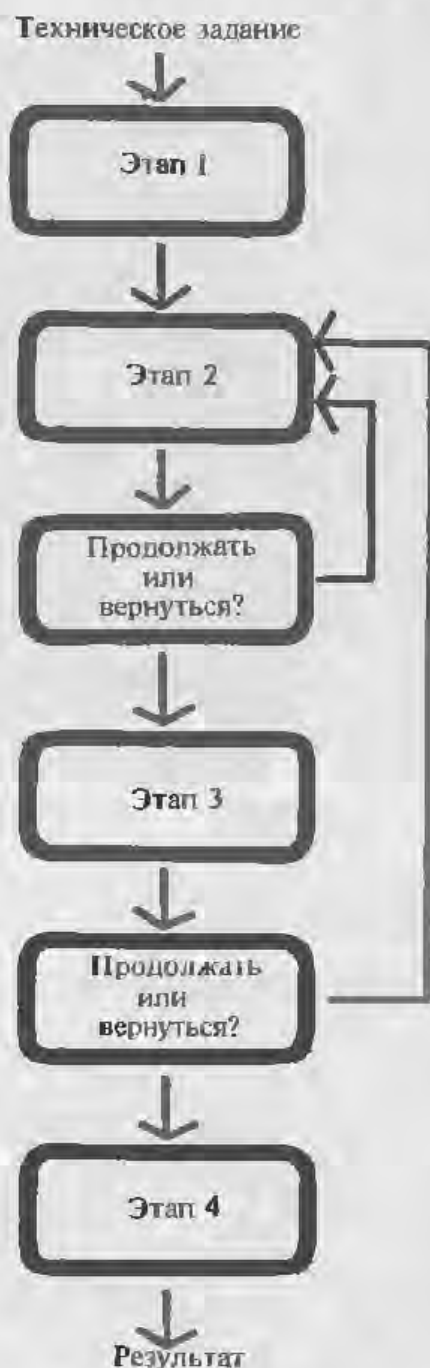 Техническое задание
Этап 1
Этап 2
Продолжать
или
вернуться?
Этап 3
Продолжать
или
вернуться?
Этап 4
Результат